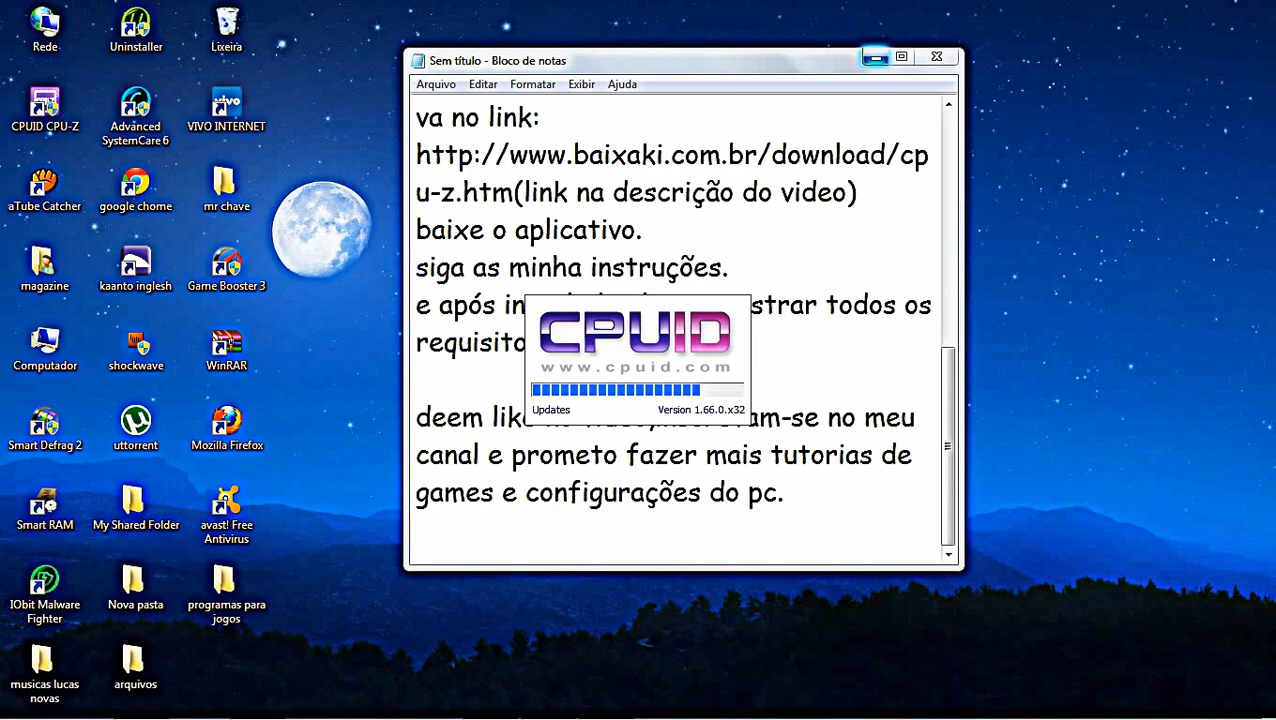 Rede
Uninstaller
Lixeira
CPUID CPU-Z
Advanced
SystemCare 6
VIVO INTERNET
vivo
aTube Catcher
google chome
mr chave
magazine
kaanto inglesh
Game Booster 3
Computador
shockwave
WinRAR
Smart Defrag 2
uttorrent
Mozilla Firefox
Smart RAM
My Shared Folder
avast! Free
Antivirus
IObit Malware
Fighter
Nova pasta
programas para
jogos
musicas lucas
novas
arquivos
Sem título - Bloco de notas
Arquivo Editar Formatar Exibir Ajuda
va no link:
http://www.baixaki.com.br/download/cp
u-z.htm(link na descrição do video)
baixe o aplicativo.
siga as minha instruções.
e após in strar todos os
requisito
CPUID
www.cpuid.com
Updates Version 1.66.0.x32
deem lik vam-se no meu
canal e prometo fazer mais tutorias de
games e configurações do pc.